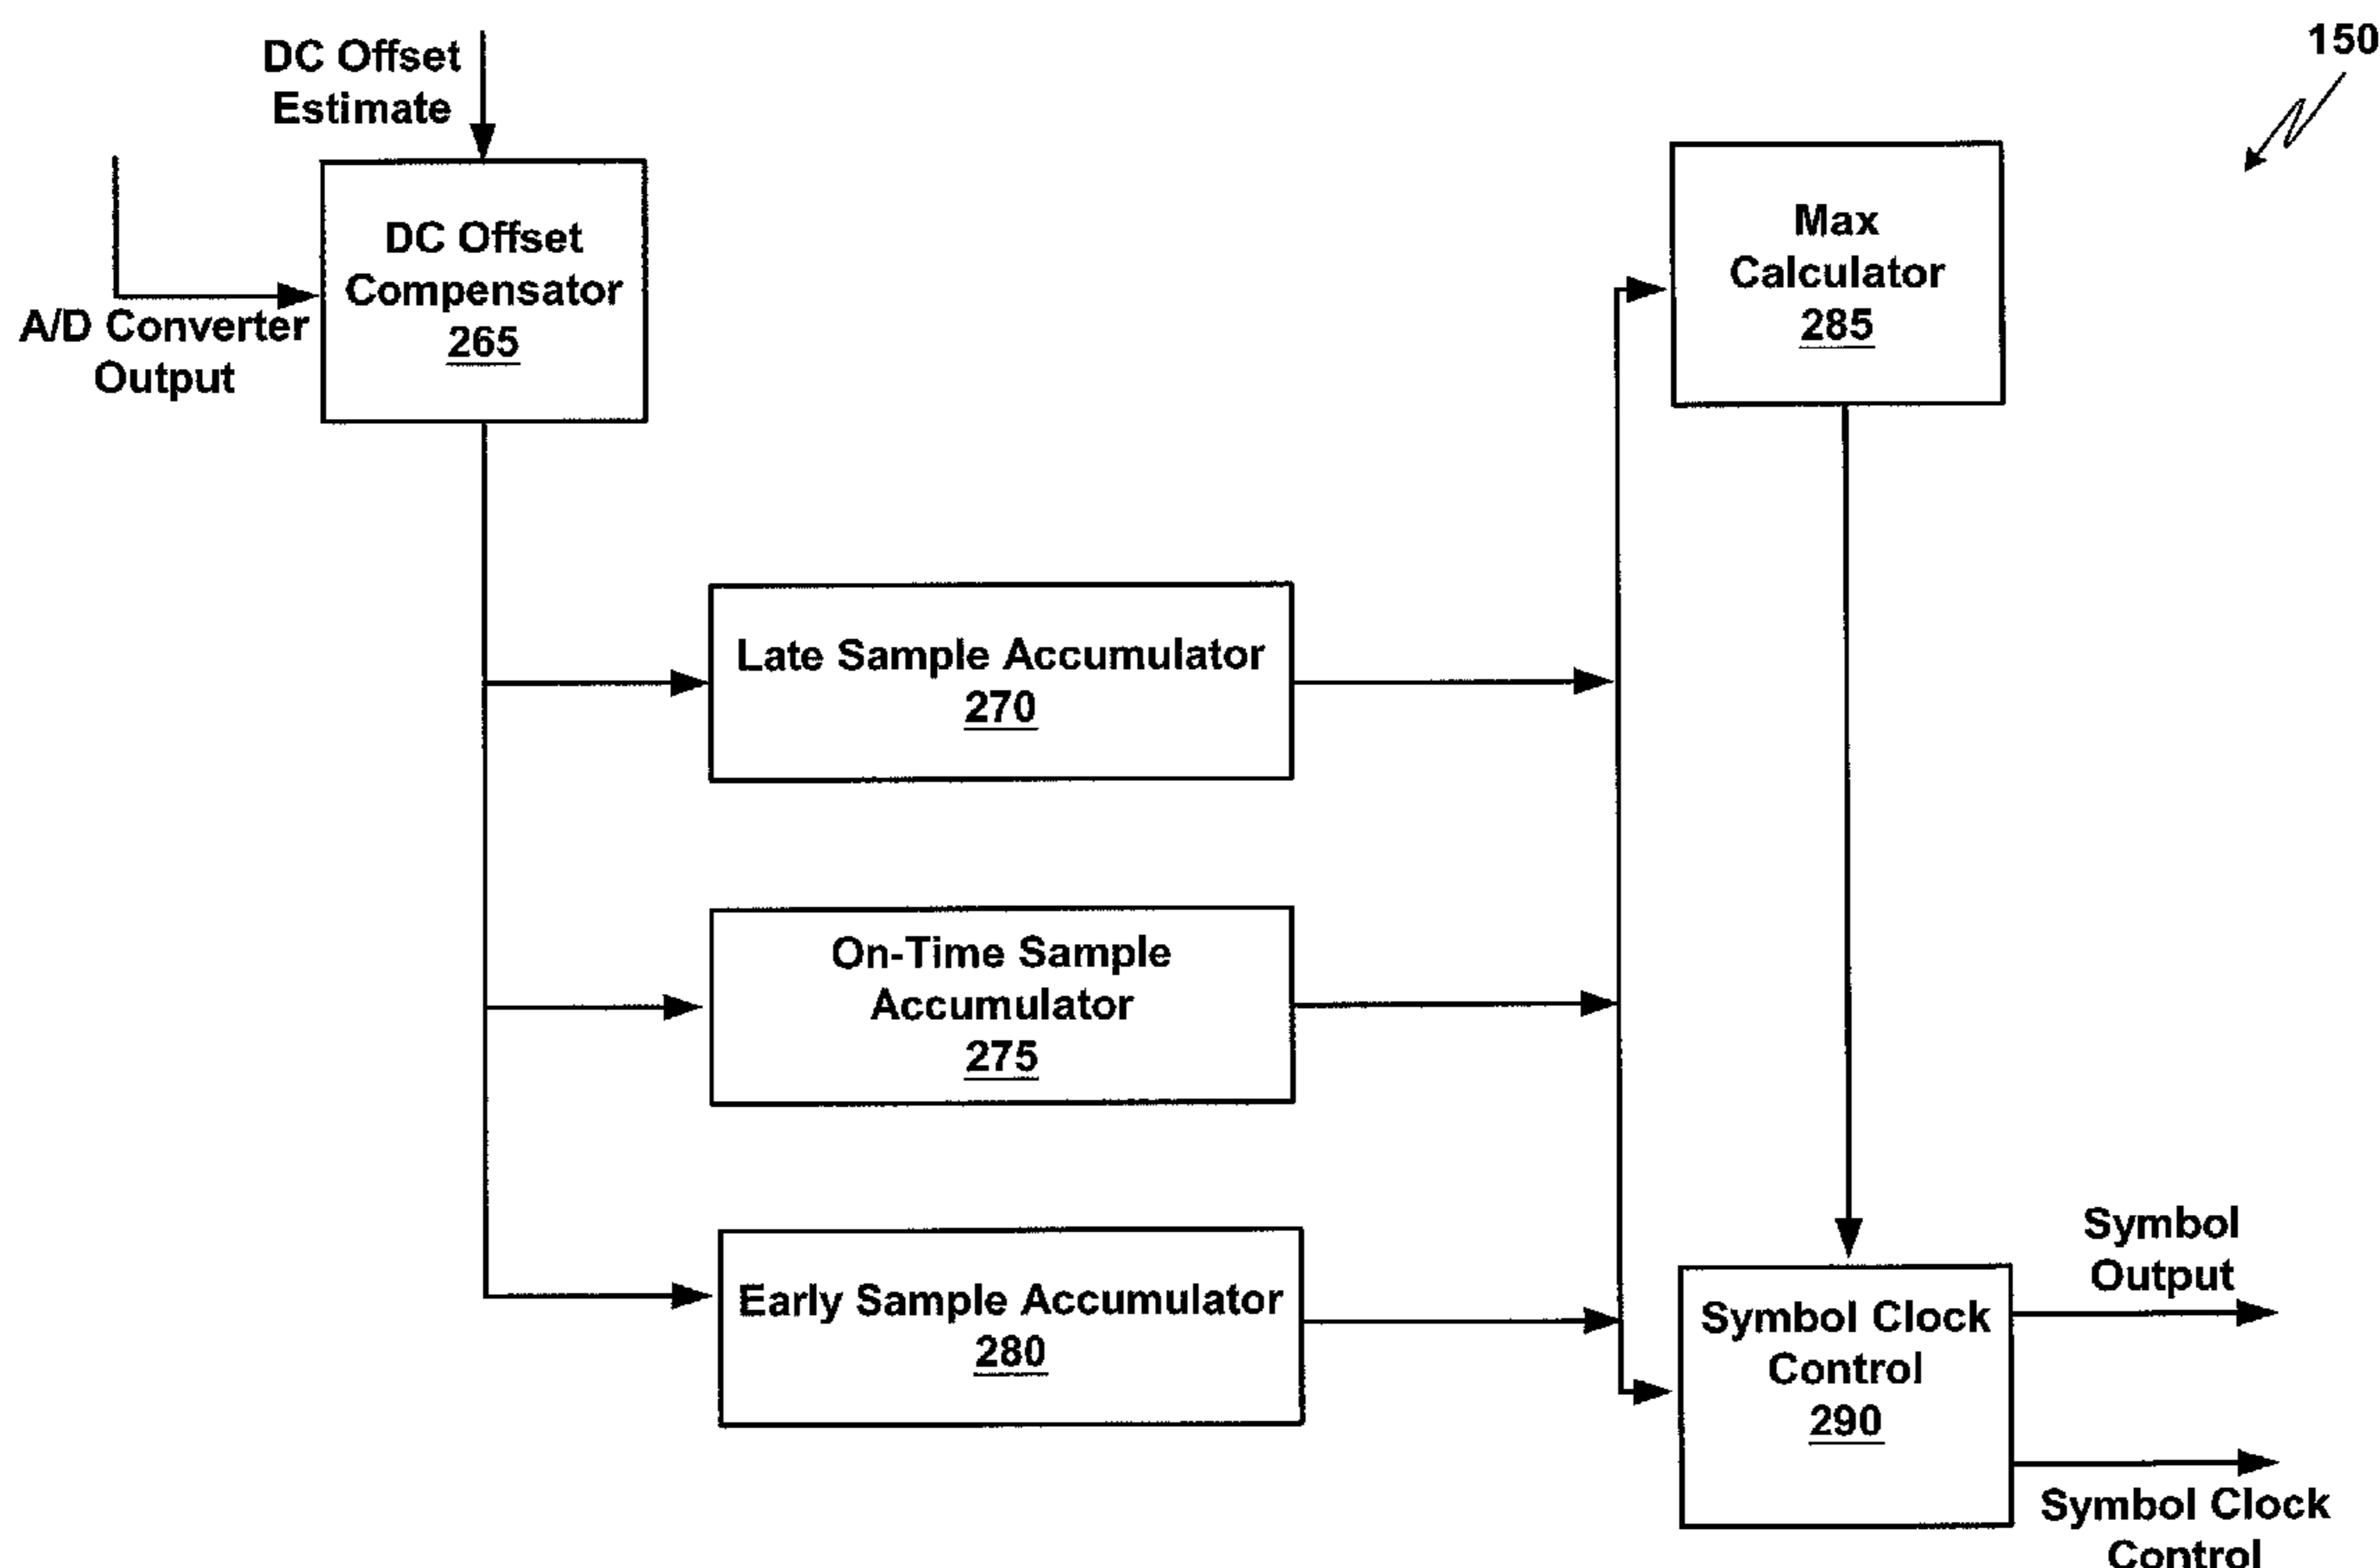 150
DC Offset
Estimate
DC Offset
Compensator
265
A/D Converter
Output
Max
Calculator
285
Late Sample Accumulator
270
On-Time Sample
Accumulator
275
Early Sample Accumulator
280
Symbol Clock
Control
290
Symbol
Output
Symbol Clock
Control